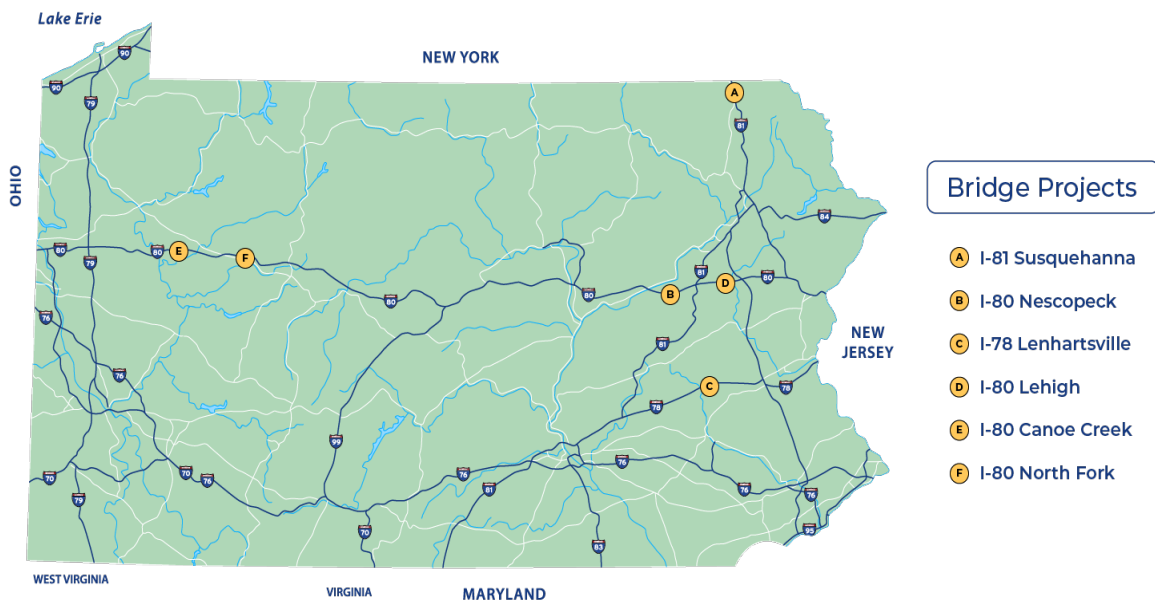 Lake Erie
NEW YORK
90
90
79
A
81
OHIO
84
80
80
E
F
79
81
D
80
B
80
80
76
NEW
JERSEY
81
76
C
78
78
99
70
70
76
76
76
79
81
76
76
70
83
95
WEST VIRGINIA
VIRGINIA
MARYLAND
Bridge Projects
A I-81 Susquehanna
B I-80 Nescopeck
C I-78 Lenhartsville
D I-80 Lehigh
E I-80 Canoe Creek
F I-80 North Fork